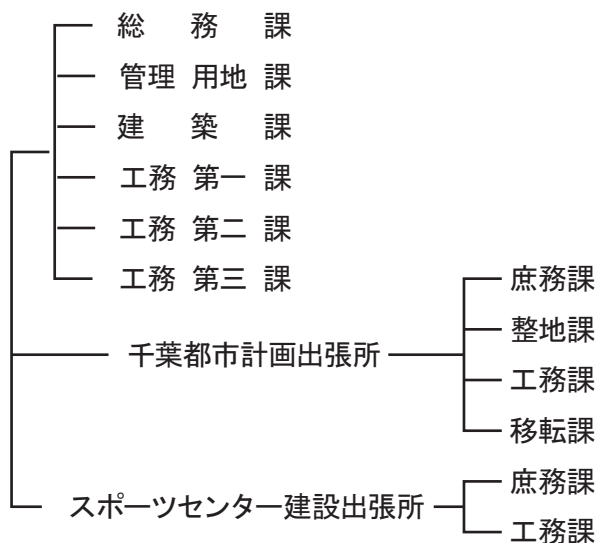 総務課
管理用地課
建築課
工務第一課
工務第二課
工務第三課
千葉都市計画出張所
庶務課
整地課
工務課
移転課
スポーツセンター建設出張所
庶務課
工務課